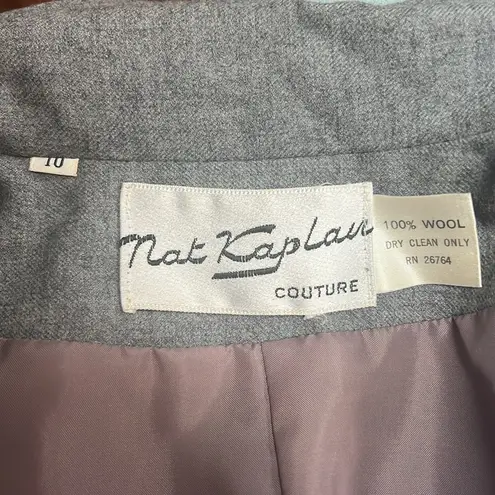 10
Nat Kaplan
COUTURE
100% WOOL
DRY CLEAN ONLY
RN 26764